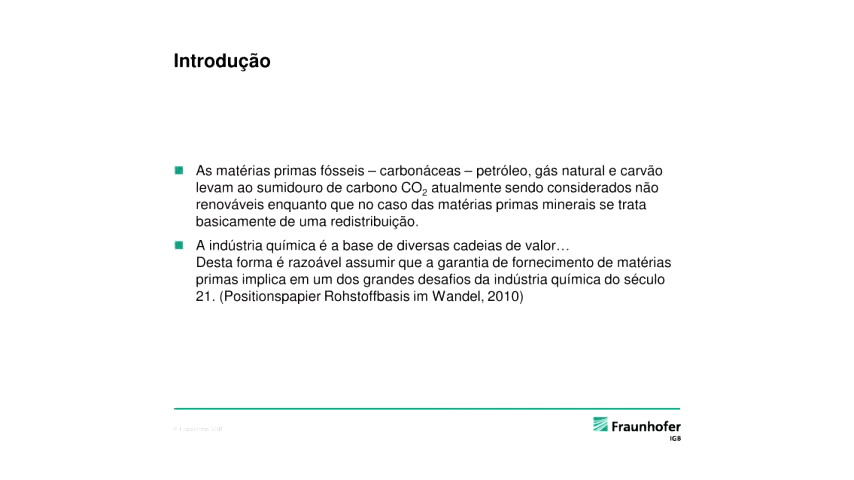 Introdução
As matérias primas fósseis – carbonáceas – petróleo, gás natural e carvão
levam ao sumidouro de carbono CO₂ atualmente sendo considerados não
renováveis enquanto que no caso das matérias primas minerais se trata
basicamente de uma redistribuição.
A indústria química é a base de diversas cadeias de valor…
Desta forma é razoável assumir que a garantia de fornecimento de matérias
primas implica em um dos grandes desafios da indústria química do século
21. (Positionspapier Rohstoffbasis im Wandel, 2010)
Fraunhofer
IGB